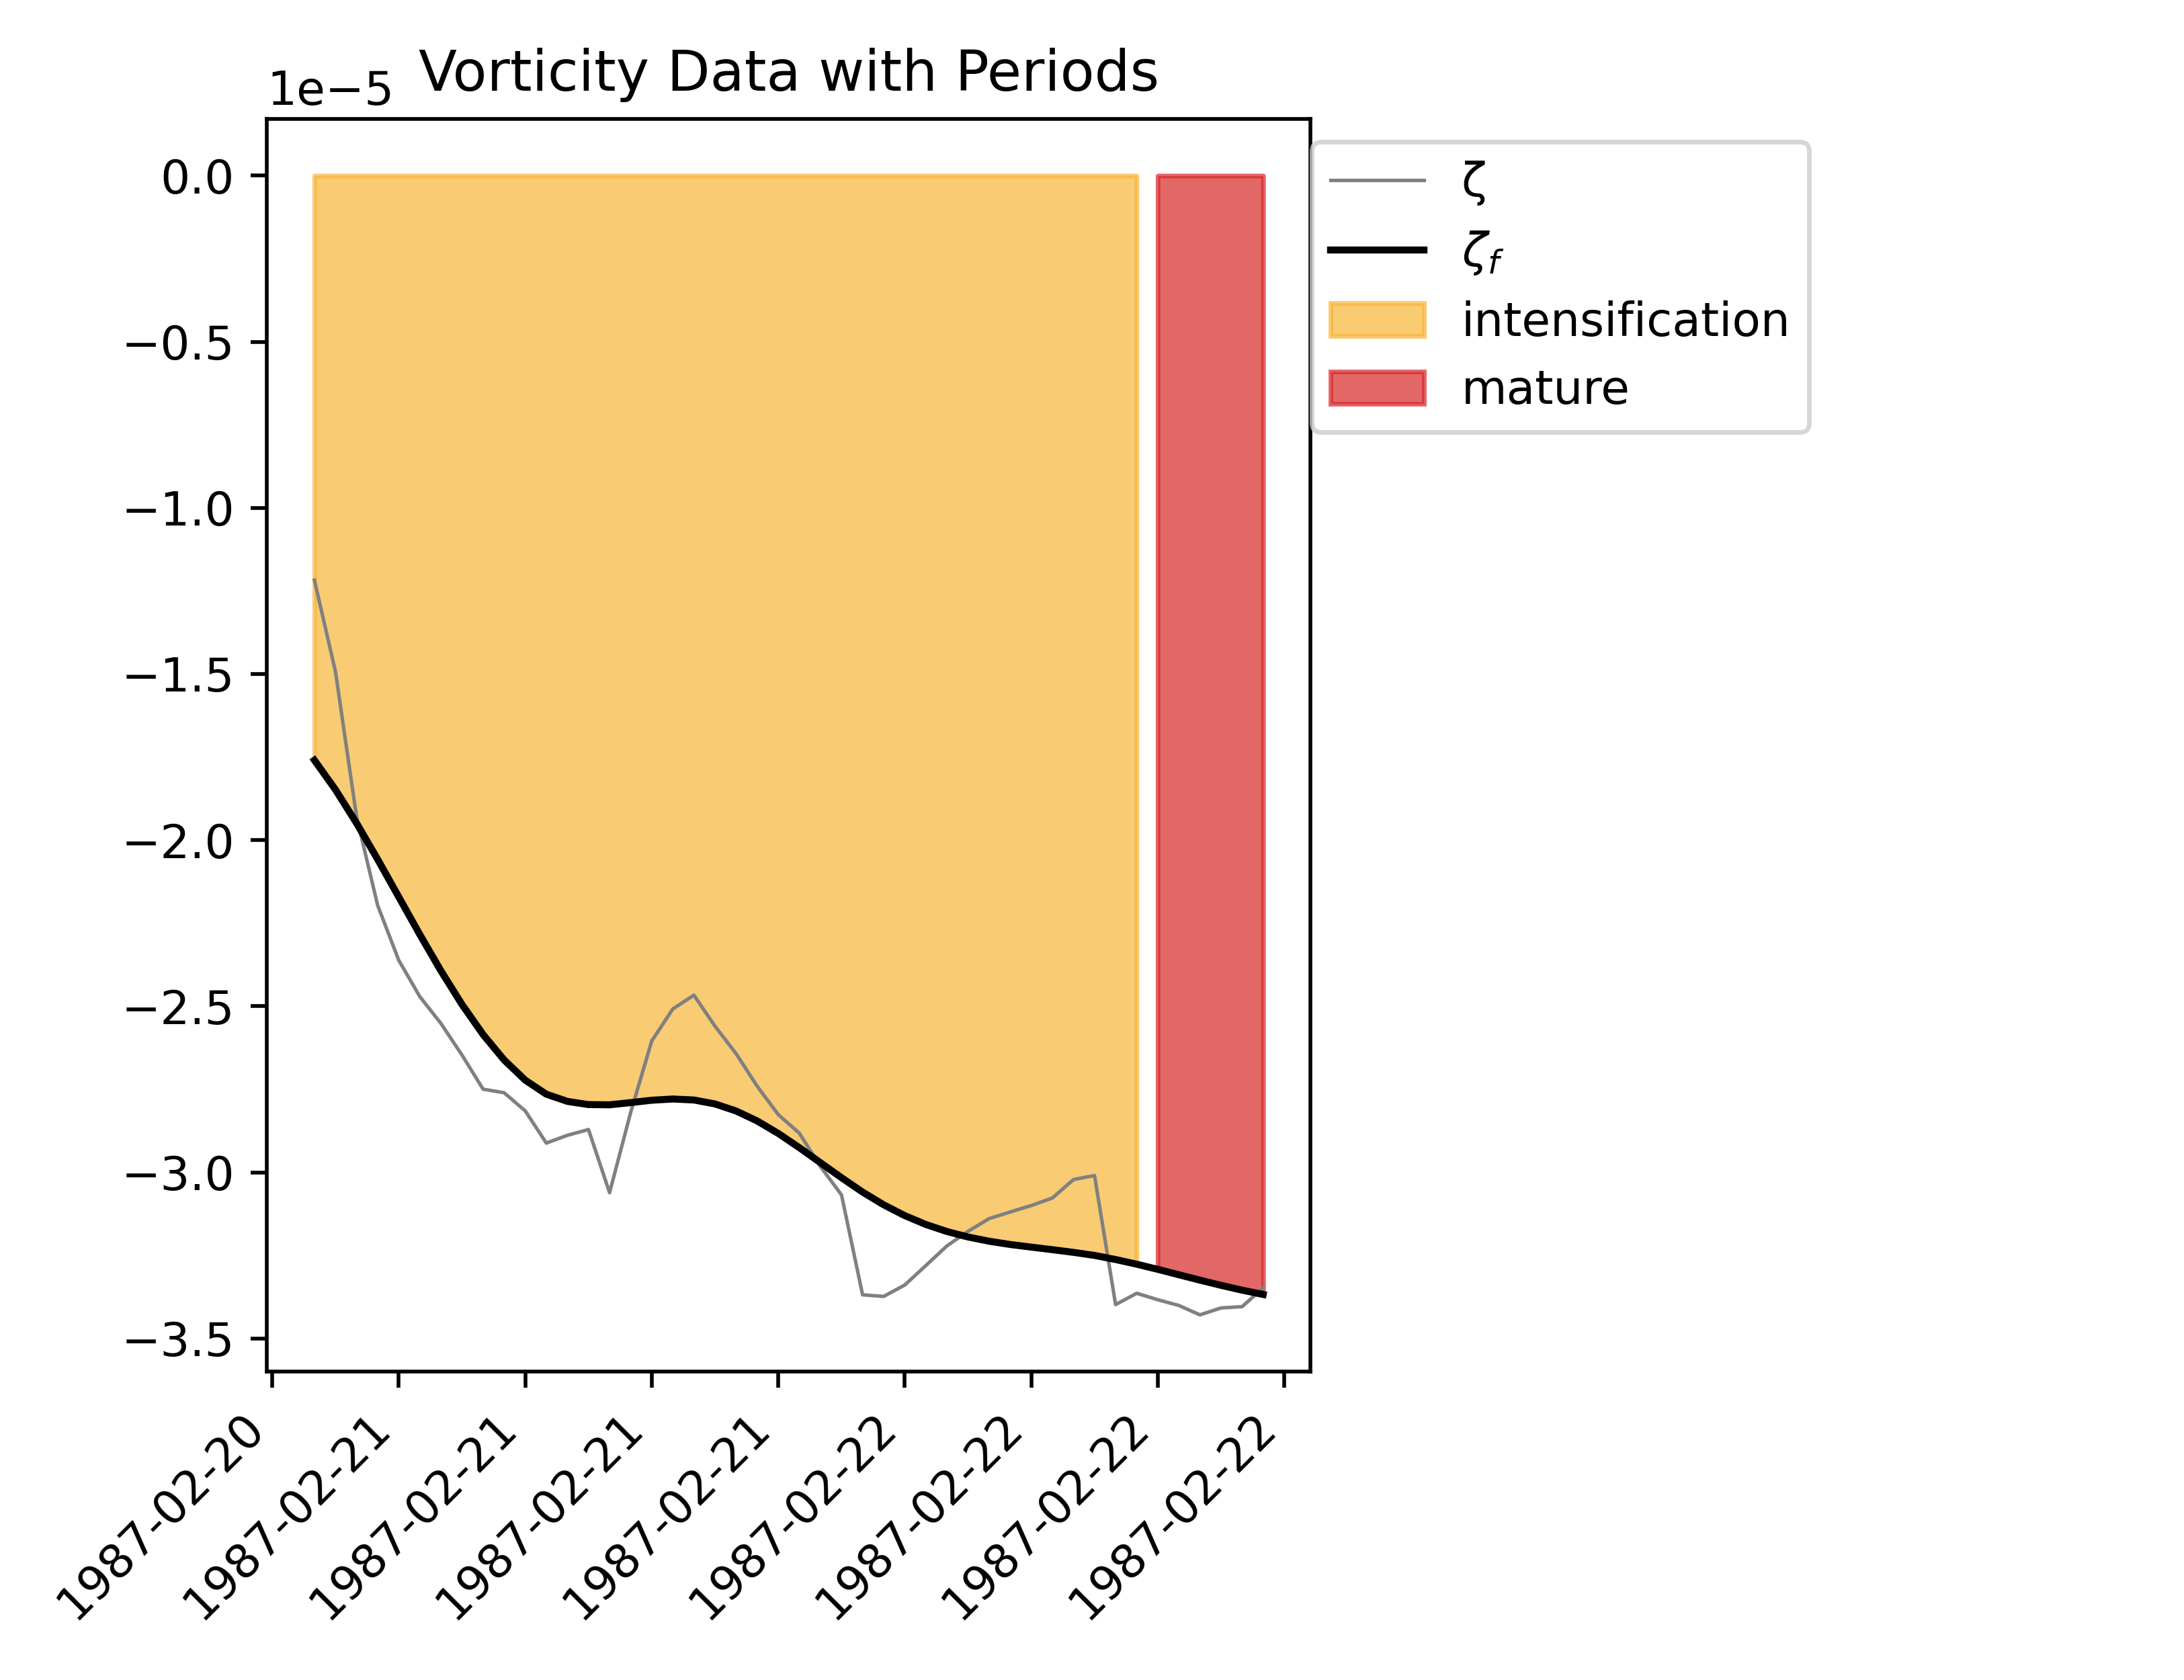 Vorticity Data with Periods
1e−5
0.0
−0.5
−1.0
−1.5
−2.0
−2.5
−3.0
−3.5
ζ
ζf
intensification
mature
1987-02-20
1987-02-21
1987-02-21
1987-02-21
1987-02-21
1987-02-22
1987-02-22
1987-02-22
1987-02-22